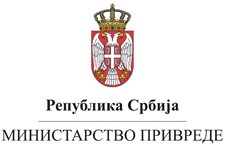 Република Србија
МИНИСТАРСТВО ПРИВРЕДЕ